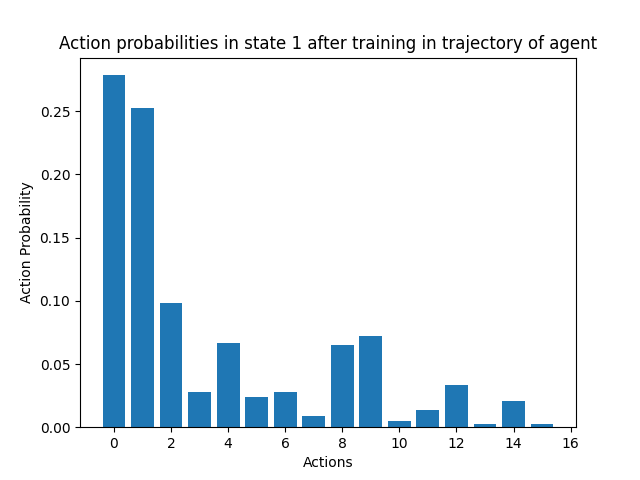 Action probabilities in state 1 after training in trajectory of agent
0.25
0.20
0.15
0.10
0.05
0.00
Action Probability
0 2 4 6 8 10 12 14 16
Actions